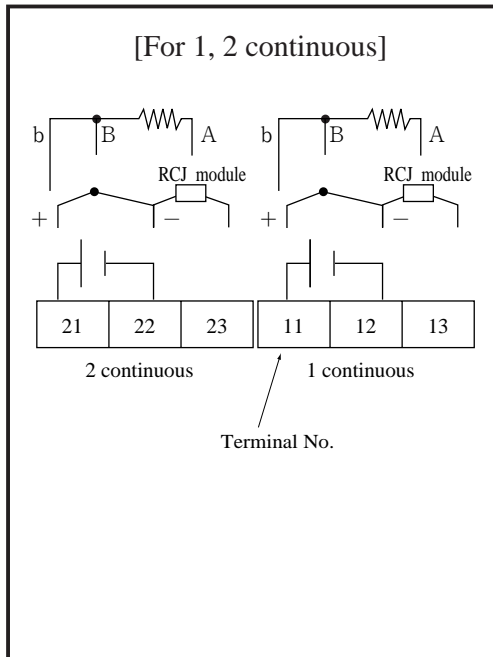 [For 1, 2 continuous]
b B A b B A
RCJ module RCJ module
+ − + −
21 22 23 11 12 13
2 continuous 1 continuous
Terminal No.